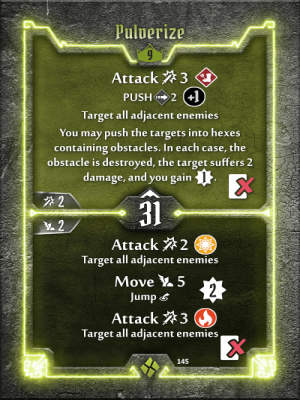 Pulverize
9
Attack 3
PUSH 2 +1
Target all adjacent enemies
You may push the targets into hexes
containing obstacles. In each case, the
obstacle is destroyed, the target suffers 2
damage, and you gain 1.
2
31
2
Attack 2
Target all adjacent enemies
Move 5
Jump
2
Attack 3
Target all adjacent enemies
145